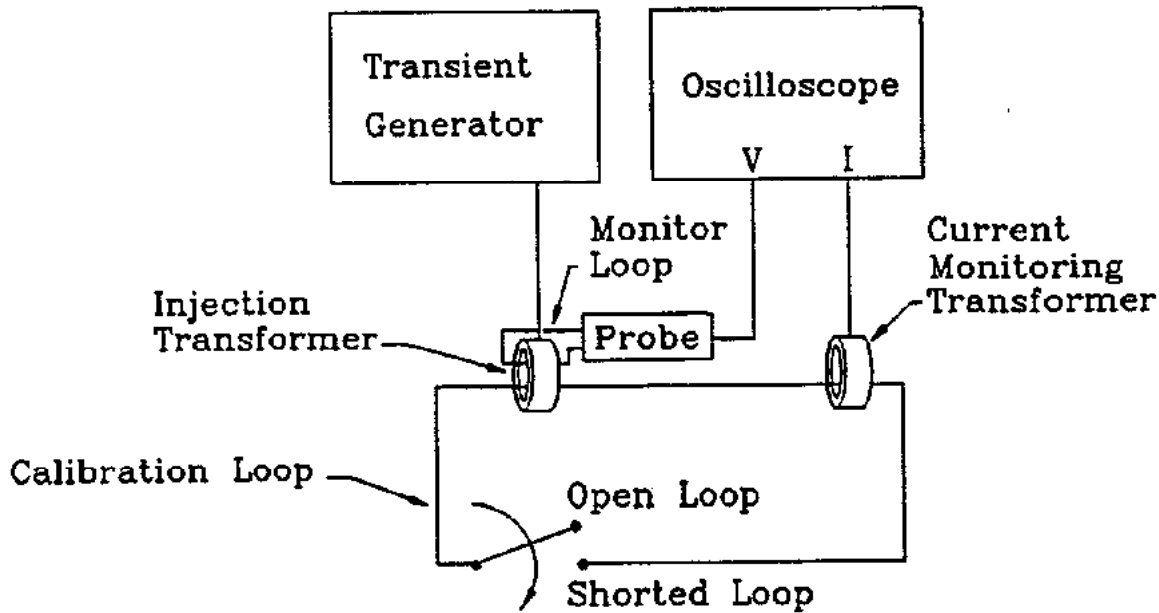 Transient
Generator
Oscilloscope
V I
Monitor
Loop
Current
Monitoring
Transformer
Injection
Transformer
Probe
Calibration Loop
Open Loop
Shorted Loop